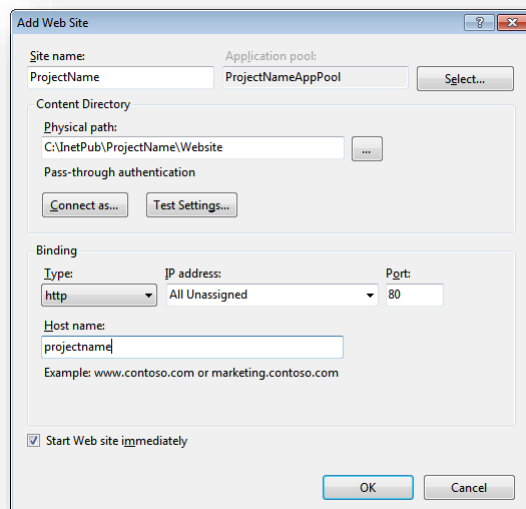 Add Web Site
Site name:
Application pool:
ProjectName
ProjectNameAppPool
Select...
Content Directory
Physical path:
C:\InetPub\ProjectName\Website
...
Pass-through authentication
Connect as...
Test Settings...
Binding
Type:
IP address:
Port:
http
All Unassigned
80
Host name:
projectname
Example: www.contoso.com or marketing.contoso.com
Start Web site immediately
OK
Cancel